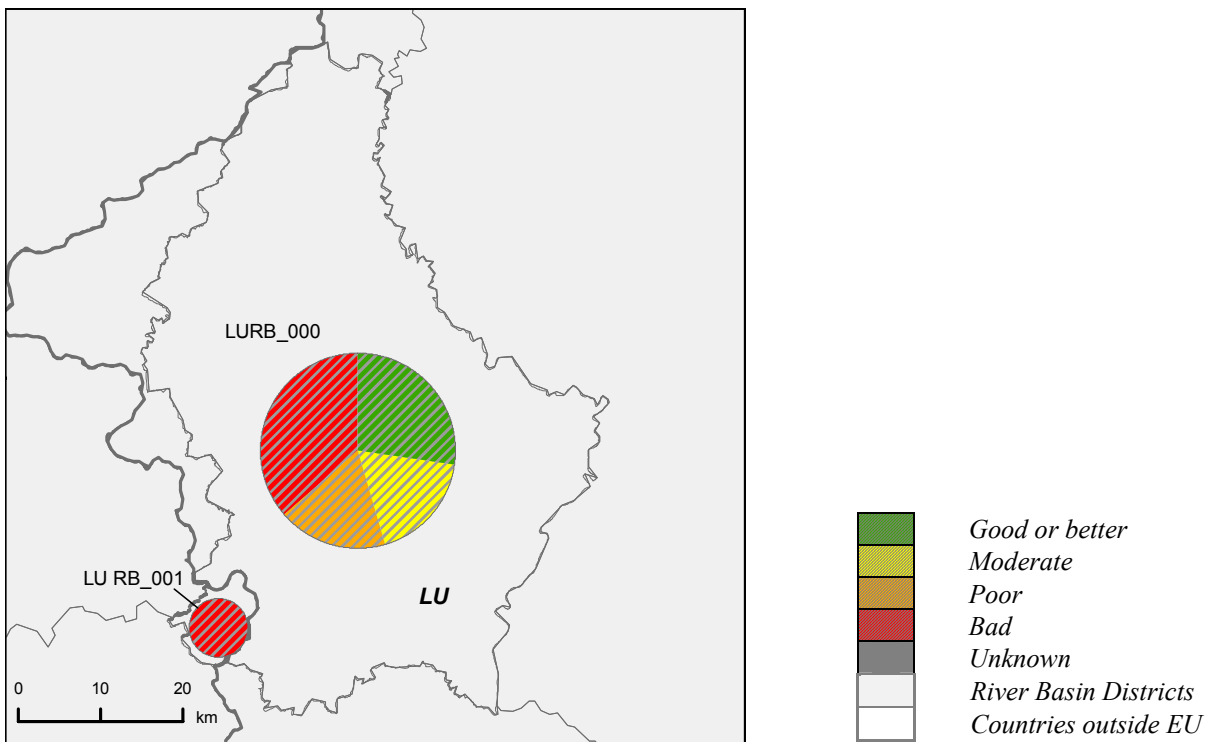 LURB_000
LU RB_001
LU
0 10 20
km
Good or better
Moderate
Poor
Bad
Unknown
River Basin Districts
Countries outside EU